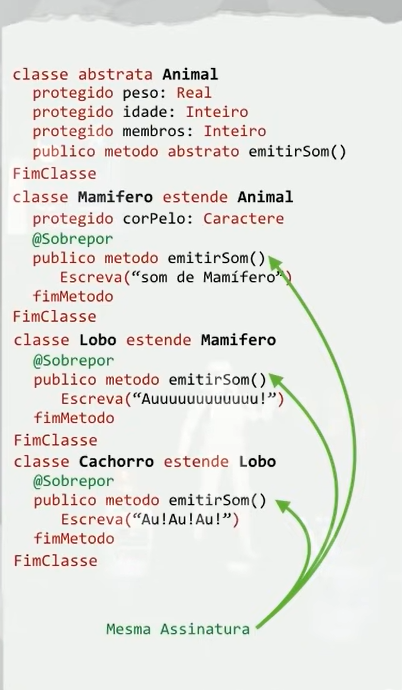 classe abstrata Animal
protegido peso: Real
protegido idade: Inteiro
protegido membros: Inteiro
publico metodo abstrato emitirSom()
FimClasse
classe Mamifero estende Animal
protegido corPelo: Caractere
@Sobrepor
publico metodo emitirSom()
Escreva(“som de Mamífero”)
fimMetodo
FimClasse
classe Lobo estende Mamifero
@Sobrepor
publico metodo emitirSom()
Escreva(“Auuuuuuuuuuuu!”)
fimMetodo
FimClasse
classe Cachorro estende Lobo
@Sobrepor
publico metodo emitirSom()
Escreva(“Au!Au!Au!”)
fimMetodo
FimClasse
Mesma Assinatura